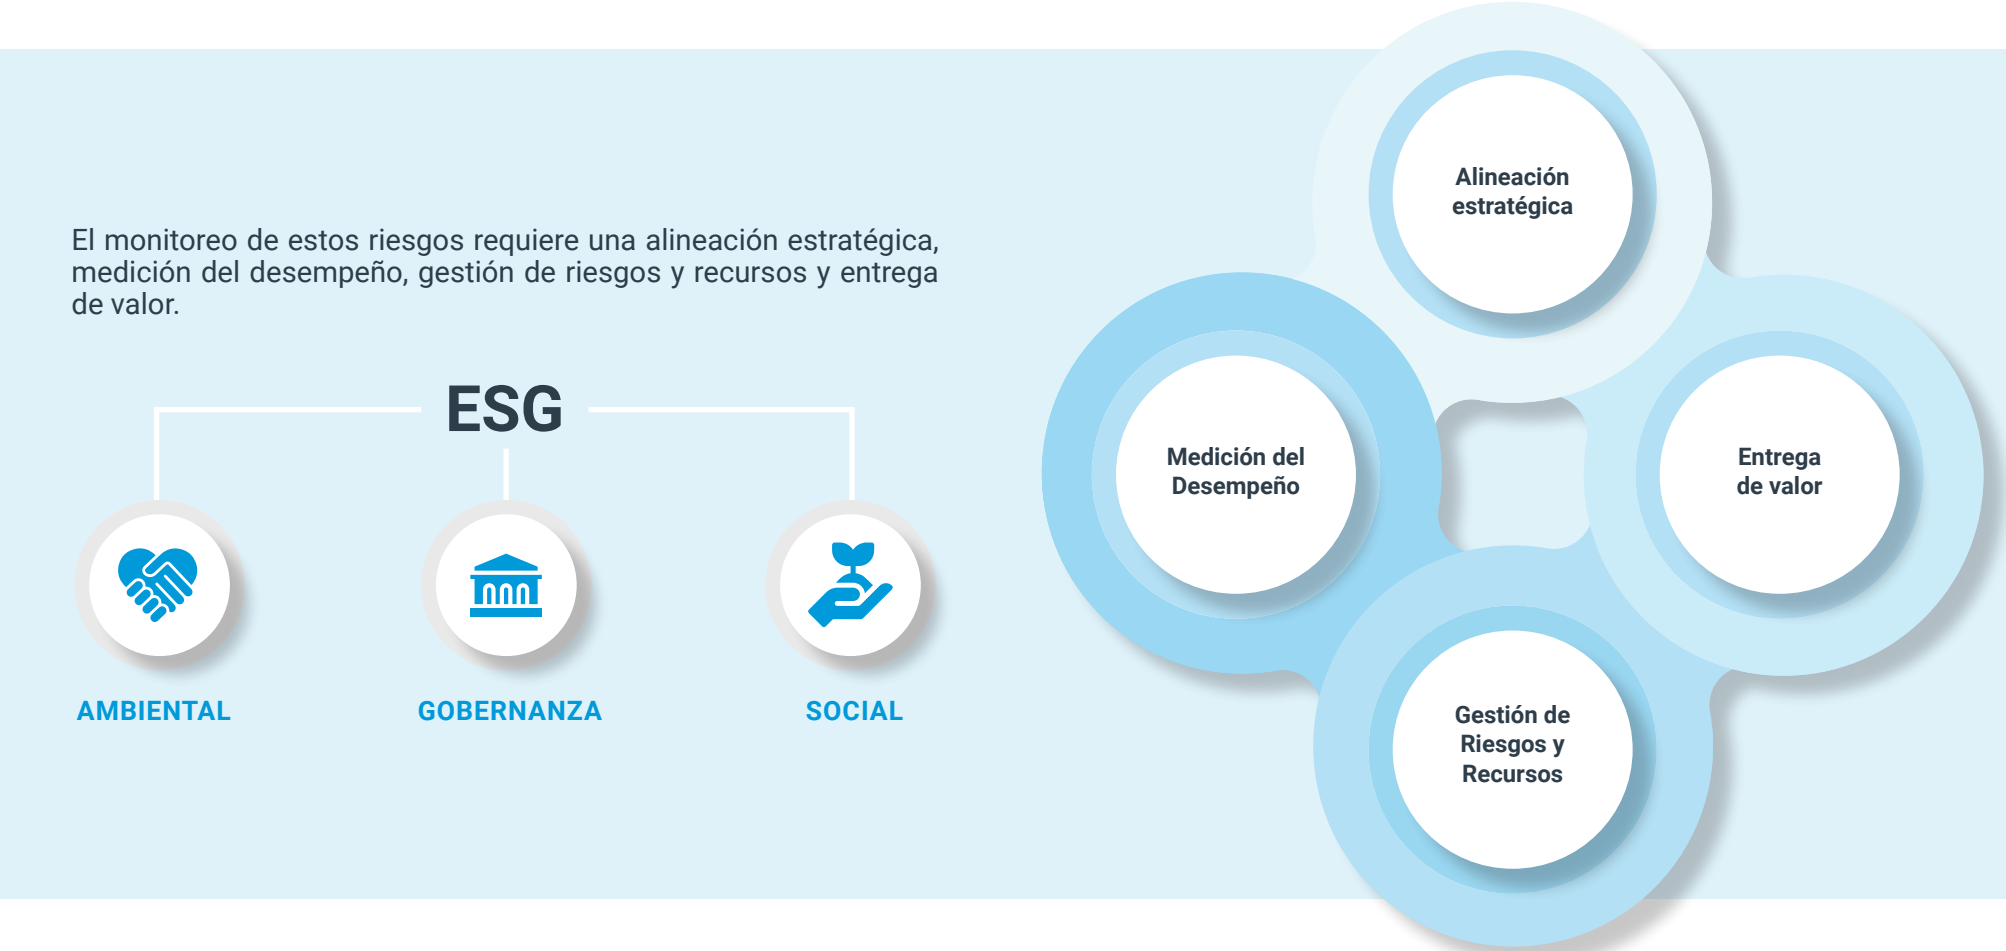 El monitoreo de estos riesgos requiere una alineación estratégica,
medición del desempeño, gestión de riesgos y recursos y entrega
de valor.
ESG
AMBIENTAL
GOBERNANZA
SOCIAL
Alineación
estratégica
Medición del
Desempeño
Entrega
de valor
Gestión de
Riesgos y
Recursos